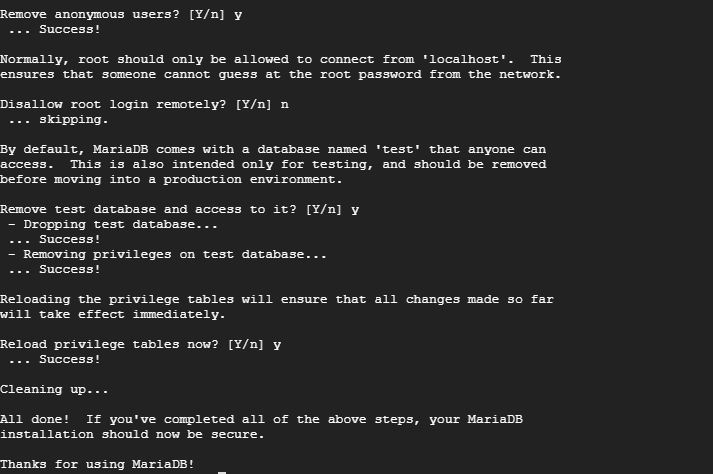 Remove anonymous users? [Y/n] y
 ... Success!
Normally, root should only be allowed to connect from 'localhost'.  This
ensures that someone cannot guess at the root password from the network.
Disallow root login remotely? [Y/n] n
 ... skipping.
By default, MariaDB comes with a database named 'test' that anyone can
access.  This is also intended only for testing, and should be removed
before moving into a production environment.
Remove test database and access to it? [Y/n] y
 - Dropping test database...
 ... Success!
 - Removing privileges on test database...
 ... Success!
Reloading the privilege tables will ensure that all changes made so far
will take effect immediately.
Reload privilege tables now? [Y/n] y
 ... Success!
Cleaning up...
All done!  If you've completed all of the above steps, your MariaDB
installation should now be secure.
Thanks for using MariaDB!